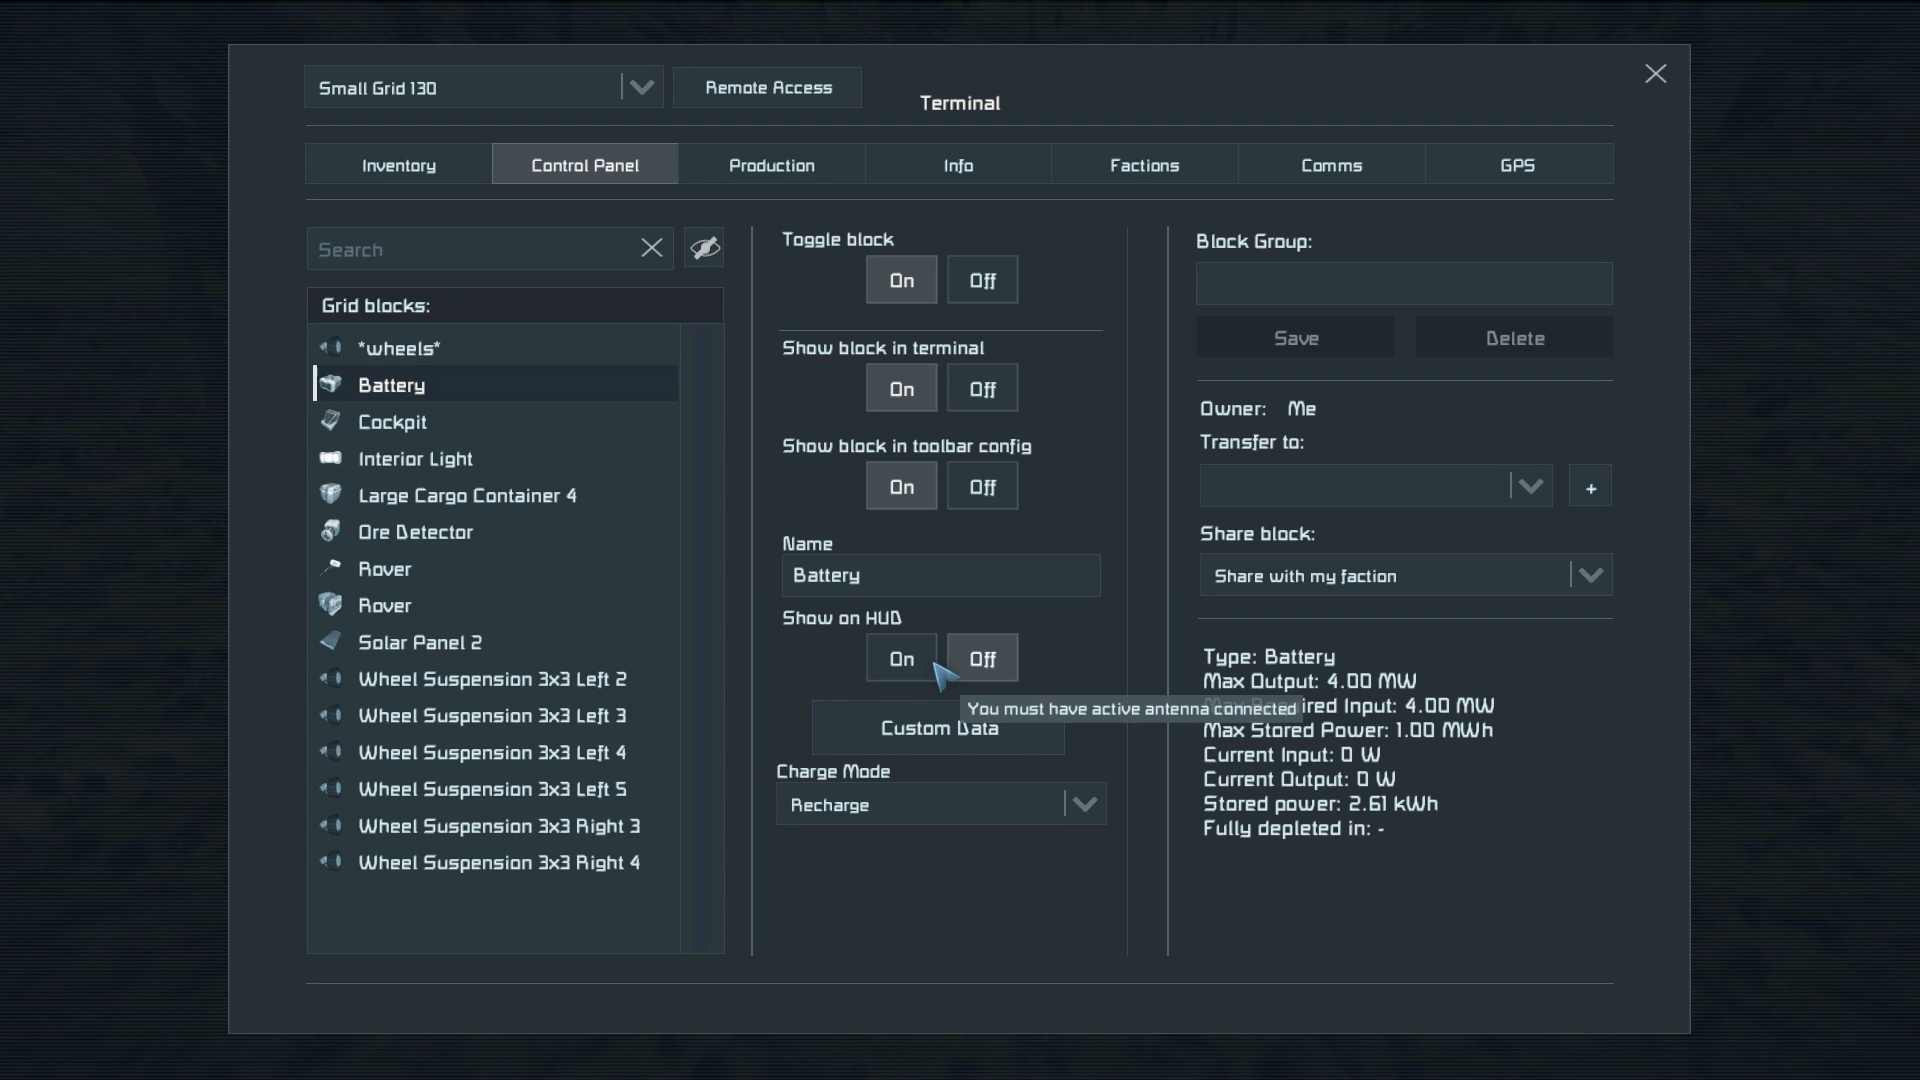 Small Grid 130
Remote Access
Terminal
Inventory
Control Panel
Production
Info
Factions
Comms
GPS
Search
Grid blocks:
*wheels*
Battery
Cockpit
Interior Light
Large Cargo Container 4
Ore Detector
Rover
Rover
Solar Panel 2
Wheel Suspension 3x3 Left 2
Wheel Suspension 3x3 Left 3
Wheel Suspension 3x3 Left 4
Wheel Suspension 3x3 Left 5
Wheel Suspension 3x3 Right 3
Wheel Suspension 3x3 Right 4
Toggle block
On
Off
Show block in terminal
On
Off
Show block in toolbar config
On
Off
Name
Battery
Show on HUD
On
Off
You must have active antenna connected
Custom Data
Charge Mode
Recharge
Block Group:
Save
Delete
Owner: Me
Transfer to:
+
Share block:
Share with my faction
Type: Battery
Max Output: 4.00 MW
Max Required Input: 4.00 MW
Max Stored Power: 1.00 MWh
Current Input: 0 W
Current Output: 0 W
Stored power: 2.61 kWh
Fully depleted in: -